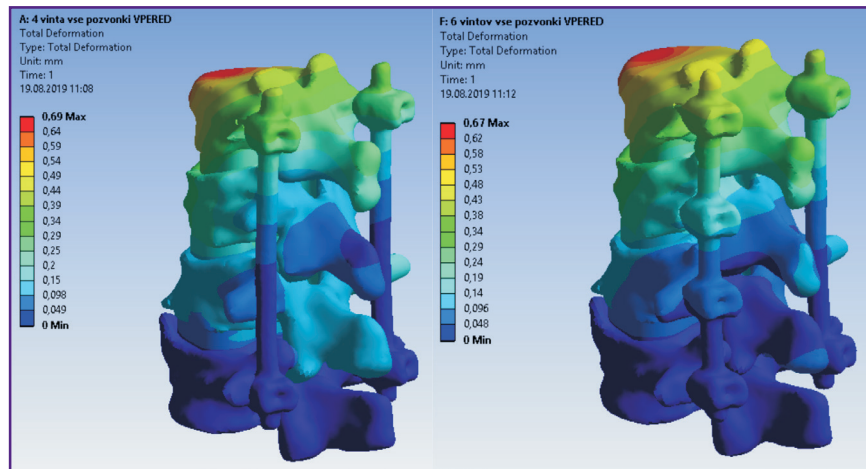 A: 4 vinta vse pozvonki VPERED
Total Deformation
Type: Total Deformation
Unit: mm
Time: 1
19.08.2019 11:08
0,69 Max
0,64
0,59
0,54
0,49
0,44
0,39
0,34
0,29
0,25
0,2
0,15
0,098
0,049
0 Min
F: 6 vintov vse pozvonki VPERED
Total Deformation
Type: Total Deformation
Unit: mm
Time: 1
19.08.2019 11:12
0,67 Max
0,62
0,58
0,53
0,48
0,43
0,38
0,34
0,29
0,24
0,19
0,14
0,096
0,048
0 Min